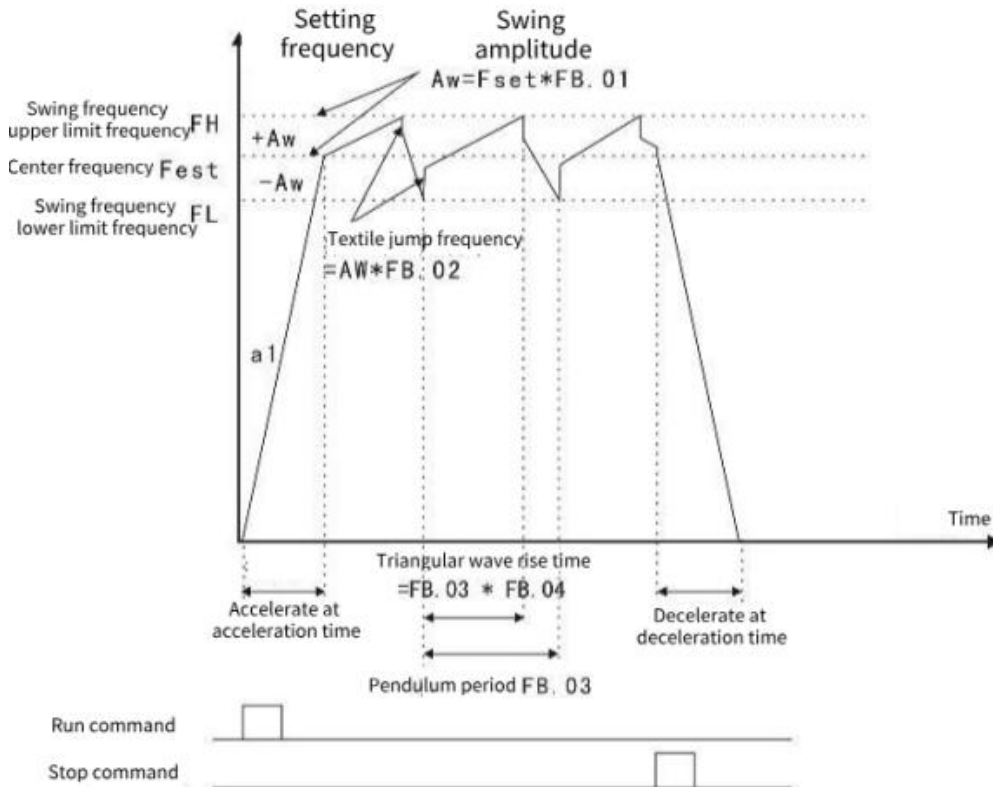 Setting
frequency
Swing
amplitude
Aw=Fset*FB.01
Swing frequency
upper limit frequency FH
+Aw
Center frequency Fest
-Aw
Swing frequency FL
lower limit frequency
Textile jump frequency
=AW*FB.02
a1
Time
Triangular wave rise time
=FB.03 * FB.04
Accelerate at
acceleration time
Decelerate at
deceleration time
Pendulum period FB.03
Run command
Stop command